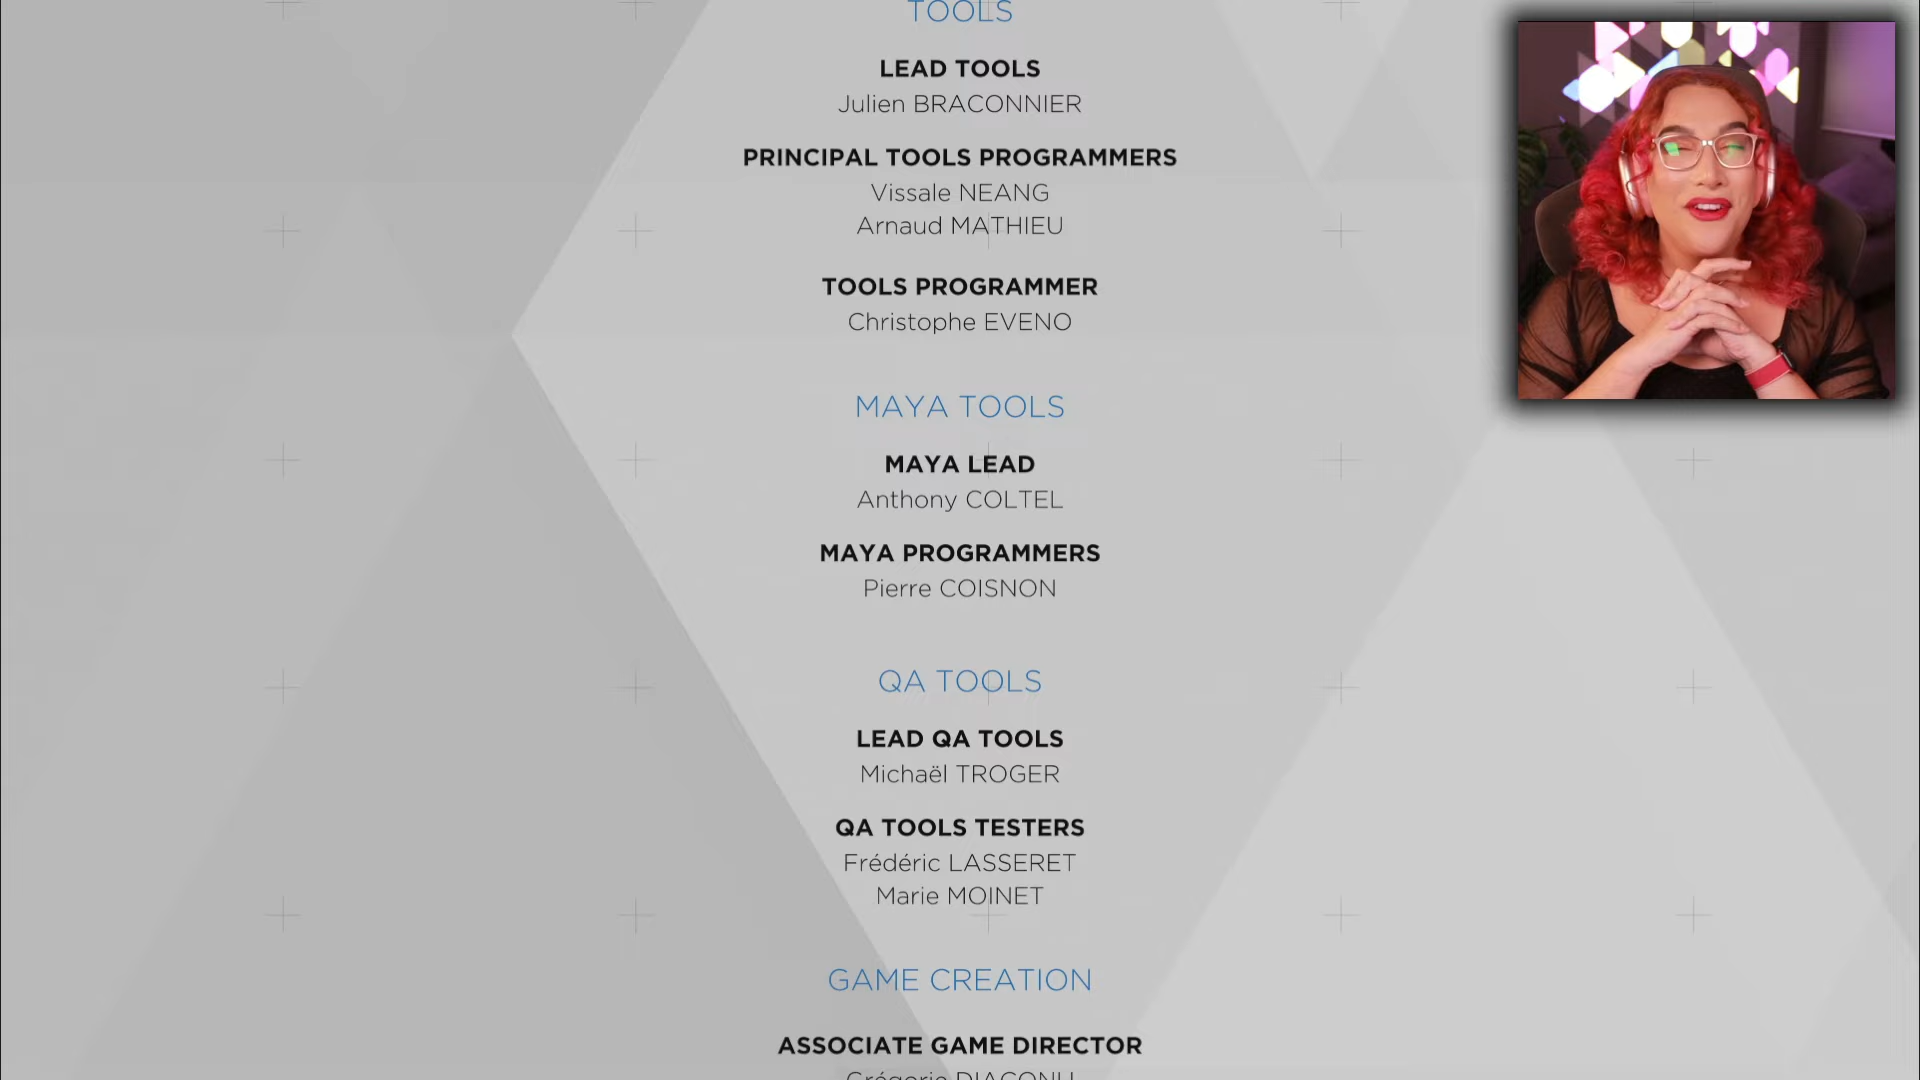 TOOLS
LEAD TOOLS
Julien BRACONNIER
PRINCIPAL TOOLS PROGRAMMERS
Vissale NEANG
Arnaud MATHIEU
TOOLS PROGRAMMER
Christophe EVENO
MAYA TOOLS
MAYA LEAD
Anthony COLTEL
MAYA PROGRAMMERS
Pierre COISNON
QA TOOLS
LEAD QA TOOLS
Michaël TROGER
QA TOOLS TESTERS
Frédéric LASSERET
Marie MOINET
GAME CREATION
ASSOCIATE GAME DIRECTOR